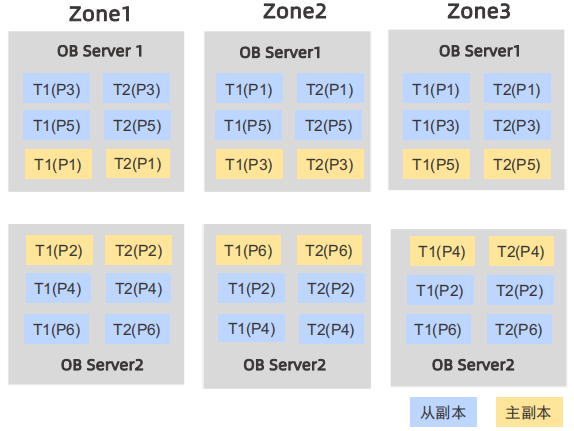 Zone1 Zone2 Zone3
OB Server 1 OB Server1 OB Server1
T1(P3) T2(P3) T1(P1) T2(P1) T1(P1) T2(P1)
T1(P5) T2(P5) T1(P5) T2(P5) T1(P3) T2(P3)
T1(P1) T2(P1) T1(P3) T2(P3) T1(P5) T2(P5)
T1(P2) T2(P2) T1(P6) T2(P6) T1(P4) T2(P4)
T1(P4) T2(P4) T1(P2) T2(P2) T1(P2) T2(P2)
T1(P6) T2(P6) T1(P4) T2(P4) T1(P6) T2(P6)
OB Server2 OB Server2 OB Server2
从副本 主副本